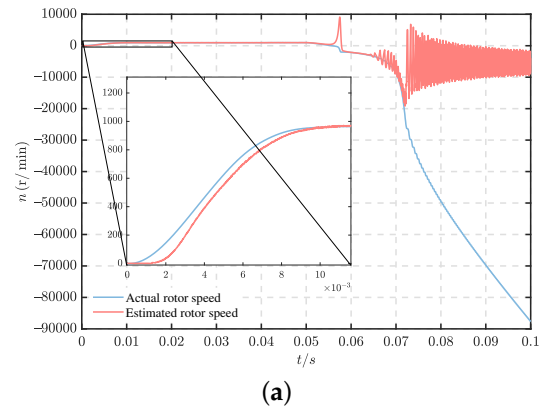 10000
0
−10000
−20000
−30000
−40000
−50000
−60000
−70000
−80000
−90000
n (r/min)
1200
1000
800
600
400
200
0
0 4 6 8 10
×10⁻³
Actual rotor speed
Estimated rotor speed
0 0.01 0.02 0.03 0.04 0.05 0.06 0.07 0.08 0.09 0.1
t/s
(a)